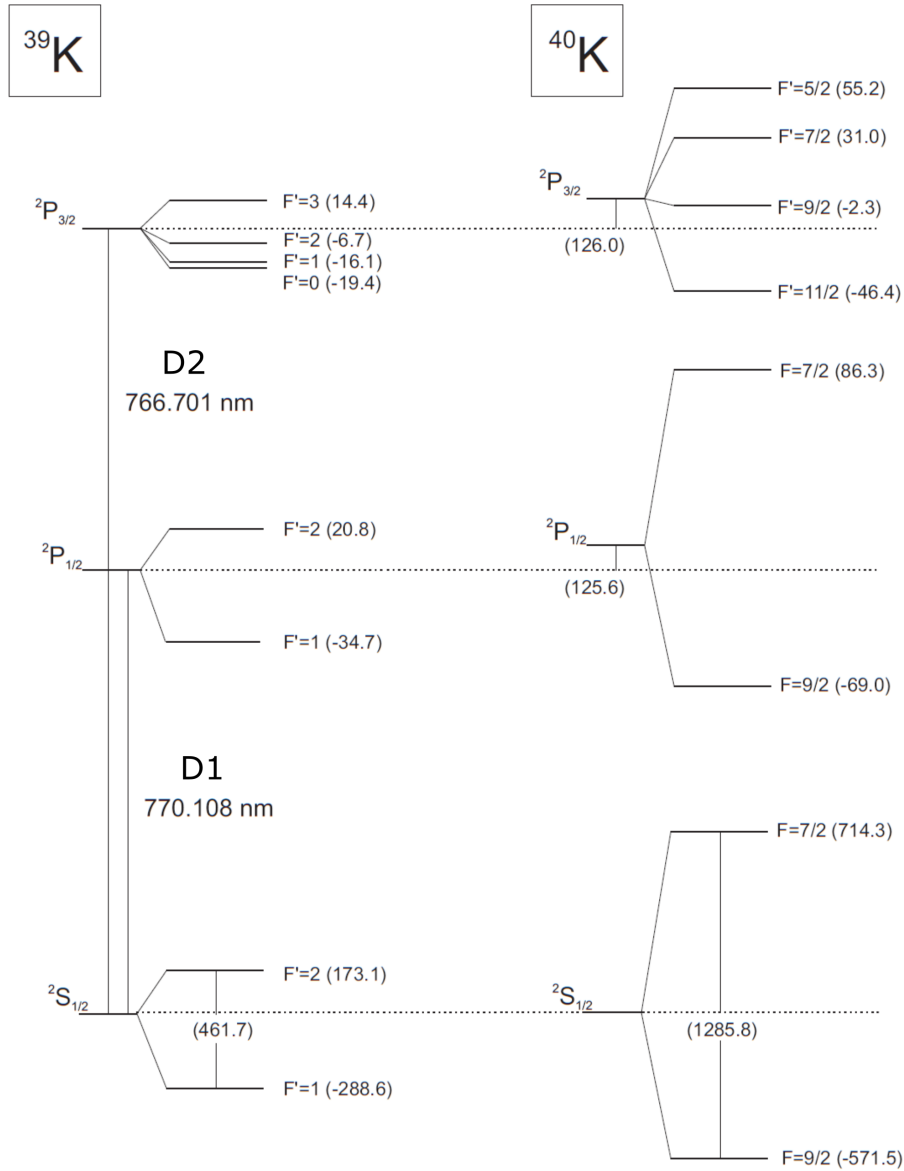 ³⁹K
⁴⁰K
F'=5/2 (55.2)
F'=7/2 (31.0)
²P₃/₂
F'=3 (14.4)
²P₃/₂
F'=9/2 (-2.3)
F'=2 (-6.7)
(126.0)
F'=1 (-16.1)
F'=0 (-19.4)
F'=11/2 (-46.4)
D2
F=7/2 (86.3)
766.701 nm
F'=2 (20.8)
²P₁/₂
²P₁/₂
(125.6)
F'=1 (-34.7)
F=9/2 (-69.0)
D1
770.108 nm
F=7/2 (714.3)
F'=2 (173.1)
²S₁/₂
²S₁/₂
(461.7)
(1285.8)
F'=1 (-288.6)
F=9/2 (-571.5)